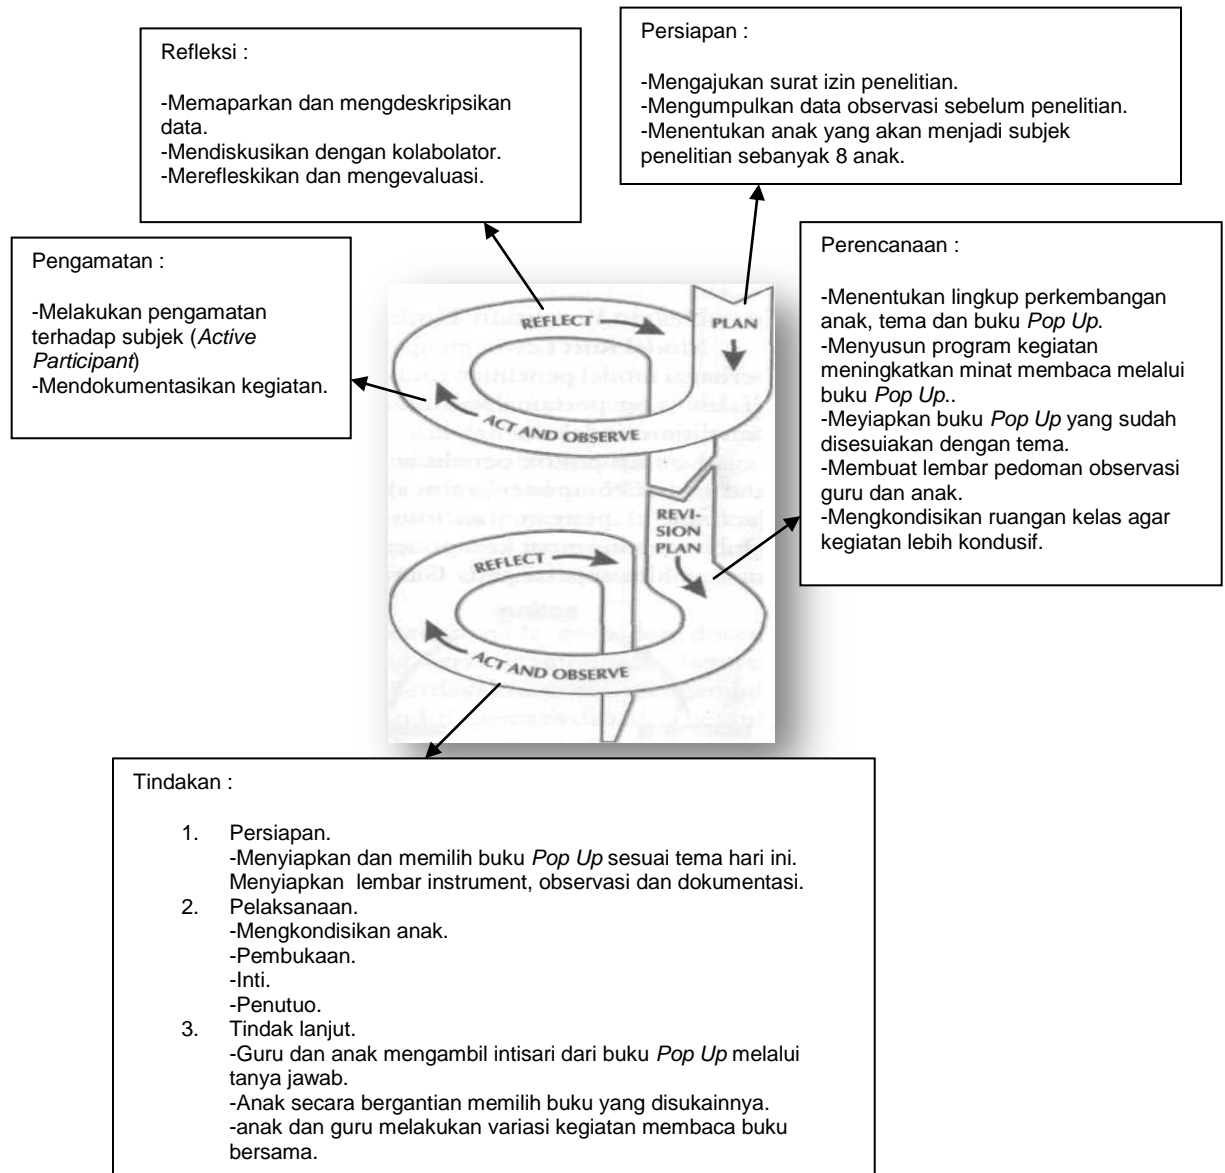 Refleksi :
-Memaparkan dan mengdeskripsikan
data.
-Mendiskusikan dengan kolabolator.
-Merefleskikan dan mengevaluasi.
Persiapan :
-Mengajukan surat izin penelitian.
-Mengumpulkan data observasi sebelum penelitian.
-Menentukan anak yang akan menjadi subjek
penelitian sebanyak 8 anak.
Pengamatan :
-Melakukan pengamatan
terhadap subjek (Active
Participant)
-Mendokumentasikan kegiatan.
Perencanaan :
-Menentukan lingkup perkembangan
anak, tema dan buku Pop Up.
-Menyusun program kegiatan
meningkatkan minat membaca melalui
buku Pop Up..
-Meyiapkan buku Pop Up yang sudah
disesuiakan dengan tema.
-Membuat lembar pedoman observasi
guru dan anak.
-Mengkondisikan ruangan kelas agar
kegiatan lebih kondusif.
REFLECT
PLAN
ACT AND OBSERVE
REVI-
SION
PLAN
REFLECT
ACT AND OBSERVE
Tindakan :
1. Persiapan.
-Menyiapkan dan memilih buku Pop Up sesuai tema hari ini.
Menyiapkan lembar instrument, observasi dan dokumentasi.
2. Pelaksanaan.
-Mengkondisikan anak.
-Pembukaan.
-Inti.
-Penutuo.
3. Tindak lanjut.
-Guru dan anak mengambil intisari dari buku Pop Up melalui
tanya jawab.
-Anak secara bergantian memilih buku yang disukainnya.
-anak dan guru melakukan variasi kegiatan membaca buku
bersama.